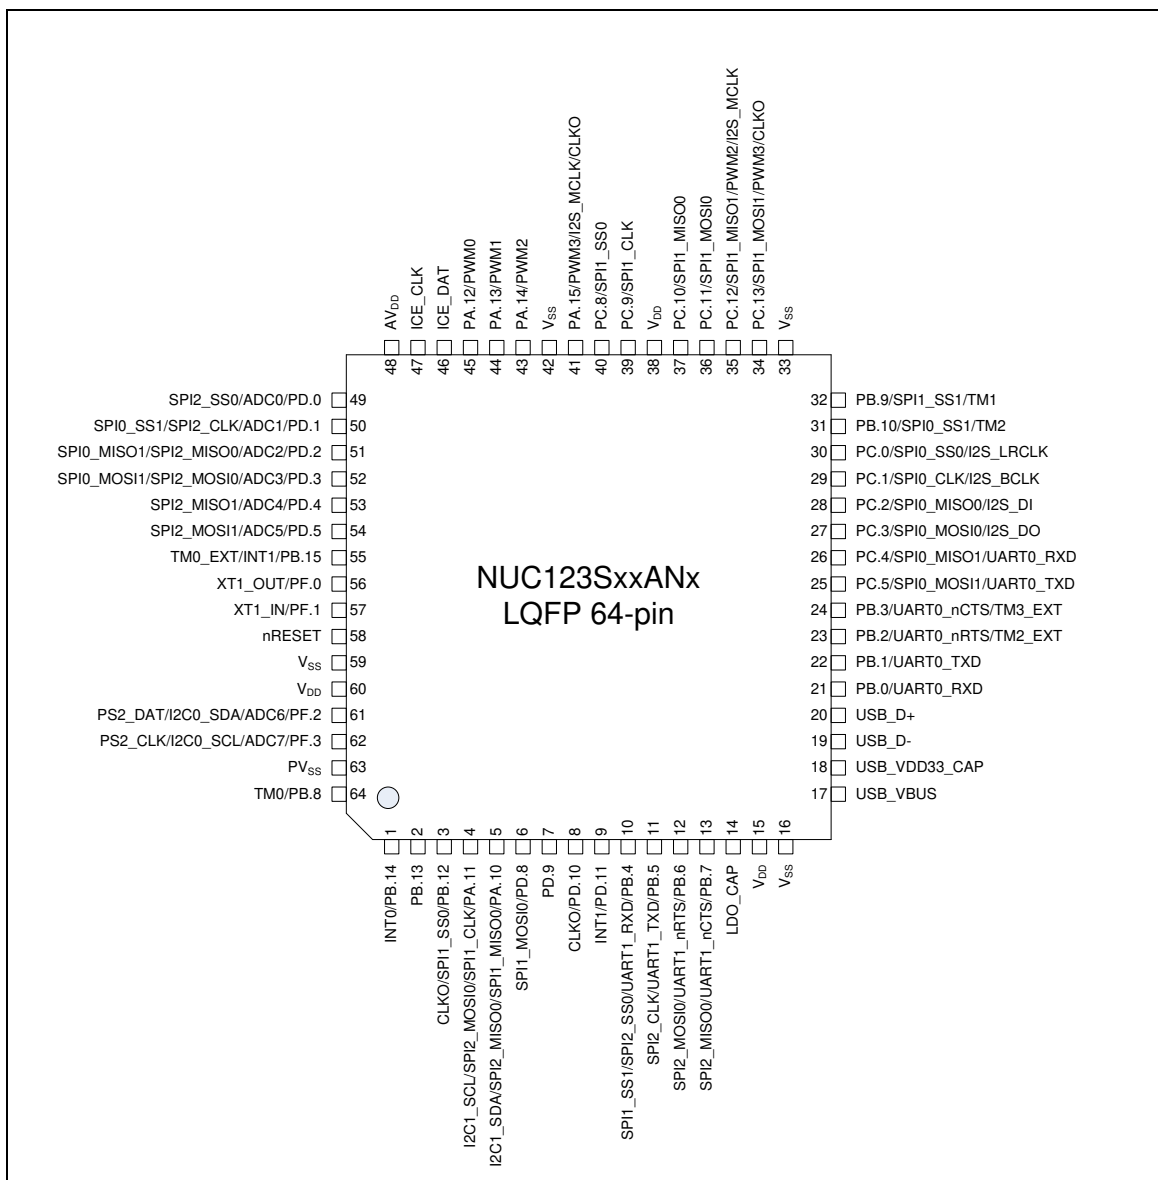 PA.15/PWM3/I2S_MCLK/CLKO
PC.12/SPI1_MISO1/PWM2/I2S_MCLK
PC.13/SPI1_MOSI1/PWM3/CLKO
AVDD
ICE_CLK
ICE_DAT
PA.12/PWM0
PA.13/PWM1
PA.14/PWM2
VSS
PC.8/SPI1_SS0
PC.9/SPI1_CLK
VDD
PC.10/SPI1_MISO0
PC.11/SPI1_MOSI0
VSS
48 47 46 45 44 43 42 41 40 39 38 37 36 35 34 33
SPI2_SS0/ADC0/PD.0 49
SPI0_SS1/SPI2_CLK/ADC1/PD.1 50
SPI0_MISO1/SPI2_MISO0/ADC2/PD.2 51
SPI0_MOSI1/SPI2_MOSI0/ADC3/PD.3 52
SPI2_MISO1/ADC4/PD.4 53
SPI2_MOSI1/ADC5/PD.5 54
TM0_EXT/INT1/PB.15 55
XT1_OUT/PF.0 56
XT1_IN/PF.1 57
nRESET 58
VSS 59
VDD 60
PS2_DAT/I2C0_SDA/ADC6/PF.2 61
PS2_CLK/I2C0_SCL/ADC7/PF.3 62
PVSS 63
TM0/PB.8 64
NUC123SxxANx
LQFP 64-pin
32 PB.9/SPI1_SS1/TM1
31 PB.10/SPI0_SS1/TM2
30 PC.0/SPI0_SS0/I2S_LRCLK
29 PC.1/SPI0_CLK/I2S_BCLK
28 PC.2/SPI0_MISO0/I2S_DI
27 PC.3/SPI0_MOSI0/I2S_DO
26 PC.4/SPI0_MISO1/UART0_RXD
25 PC.5/SPI0_MOSI1/UART0_TXD
24 PB.3/UART0_nCTS/TM3_EXT
23 PB.2/UART0_nRTS/TM2_EXT
22 PB.1/UART0_TXD
21 PB.0/UART0_RXD
20 USB_D+
19 USB_D-
18 USB_VDD33_CAP
17 USB_VBUS
1 2 3 4 5 6 7 8 9 10 11 12 13 14 15 16
INT0/PB.14
PB.13
CLKO/SPI1_SS0/PB.12
I2C1_SCL/SPI2_MOSI0/SPI1_CLK/PA.11
I2C1_SDA/SPI2_MISO0/SPI1_MISO0/PA.10
SPI1_MOSI0/PD.8
PD.9
CLKO/PD.10
INT1/PD.11
SPI1_SS1/SPI2_SS0/UART1_RXD/PB.4
SPI2_CLK/UART1_TXD/PB.5
SPI2_MOSI0/UART1_nRTS/PB.6
SPI2_MISO0/UART1_nCTS/PB.7
LDO_CAP
VDD
VSS